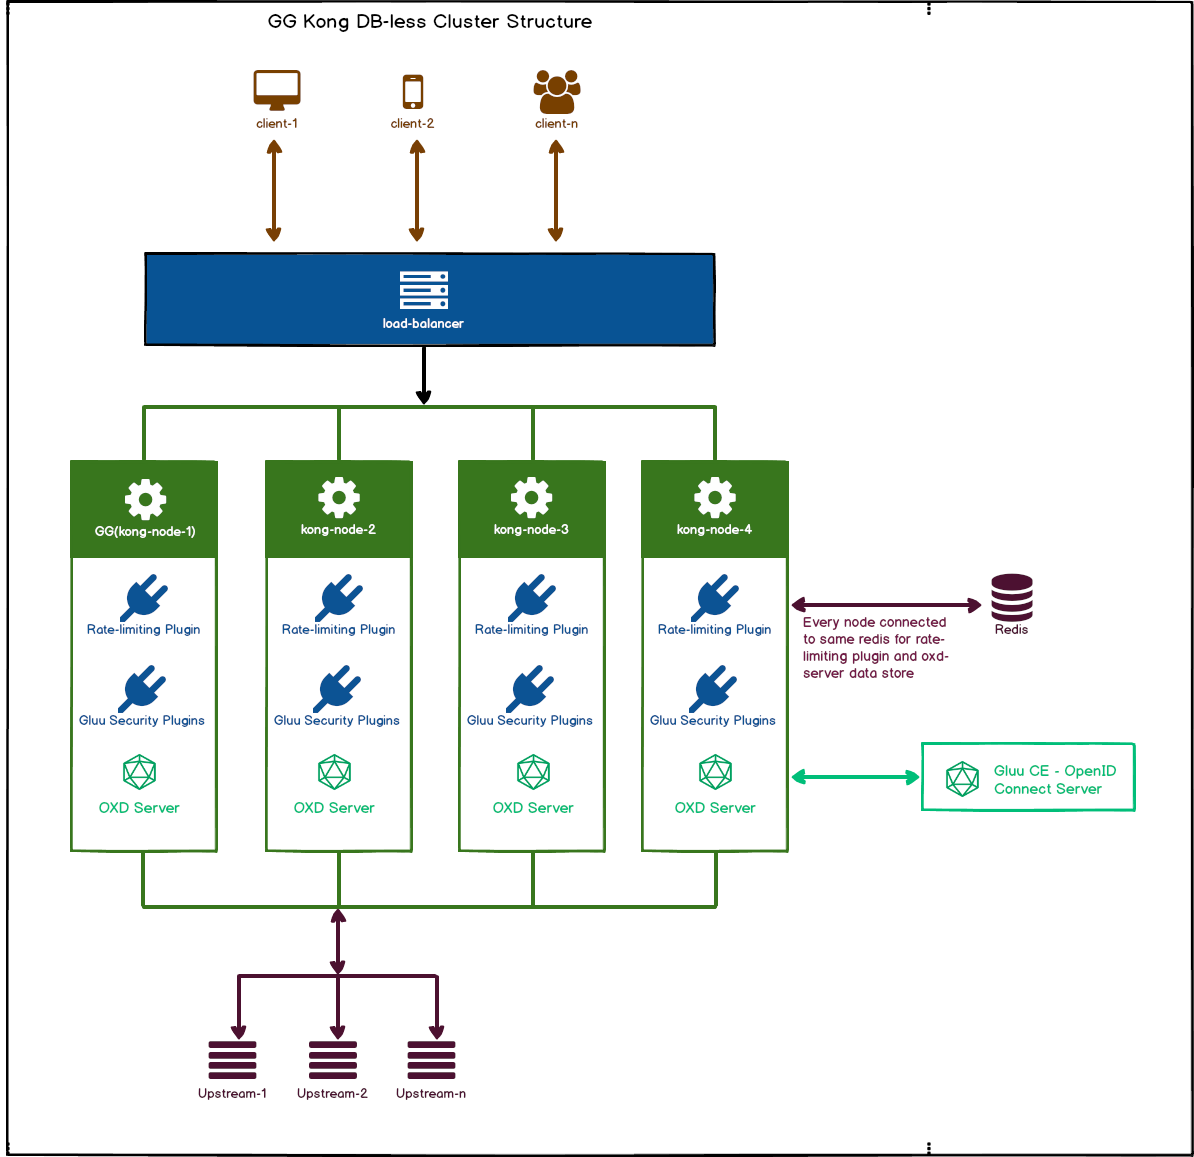 GG Kong DB-less Cluster Structure
client-1
client-2
client-n
load-balancer
GG(kong-node-1)
kong-node-2
kong-node-3
kong-node-4
Rate-limiting Plugin
Rate-limiting Plugin
Rate-limiting Plugin
Rate-limiting Plugin
Every node connected
to same redis for rate-
limiting plugin and oxd-
server data store
Redis
Gluu Security Plugins
Gluu Security Plugins
Gluu Security Plugins
Gluu Security Plugins
OXD Server
OXD Server
OXD Server
OXD Server
Gluu CE - OpenID
Connect Server
Upstream-1
Upstream-2
Upstream-n